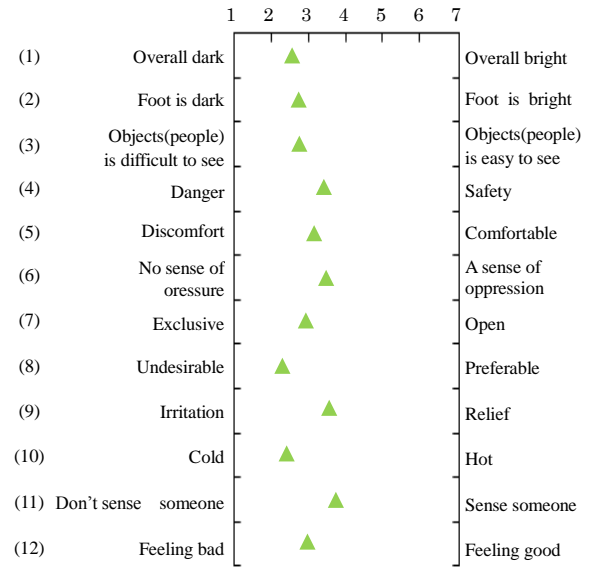 1 2 3 4 5 6 7
(1) Overall dark Overall bright
(2) Foot is dark Foot is bright
(3) Objects(people) Objects(people)
is difficult to see is easy to see
(4) Danger Safety
(5) Discomfort Comfortable
(6) No sense of A sense of
oressure oppression
(7) Exclusive Open
(8) Undesirable Preferable
(9) Irritation Relief
(10) Cold Hot
(11) Don't sense someone Sense someone
(12) Feeling bad Feeling good